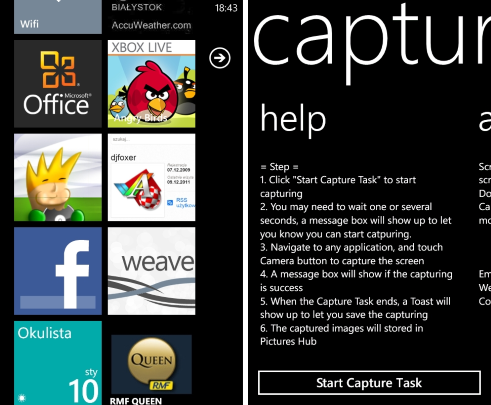 BIAŁYSTOK
18:43
Wifi
AccuWeather.com
XBOX LIVE
Office
Microsoft®
Angry Birds
szukaj...
djfoxer
07.12.2009
09.12.2011
RSS
weave
Okulista
sty
10
QUEEN
RMF
RMF QUEEN
captur
help
a
= Step =
1. Click "Start Capture Task" to start
capturing
2. You may need to wait one or several
seconds, a message box will show up to let
you know you can start catpuring.
3. Navigate to any application, and touch
Camera button to capture the screen
4. A message box will show if the capturing
is success
5. When the Capture Task ends, a Toast will
show up to let you save the capturing
6. The captured images will stored in
Pictures Hub
Scr
scr
Do
Ca
mo
Em
We
Co
Start Capture Task